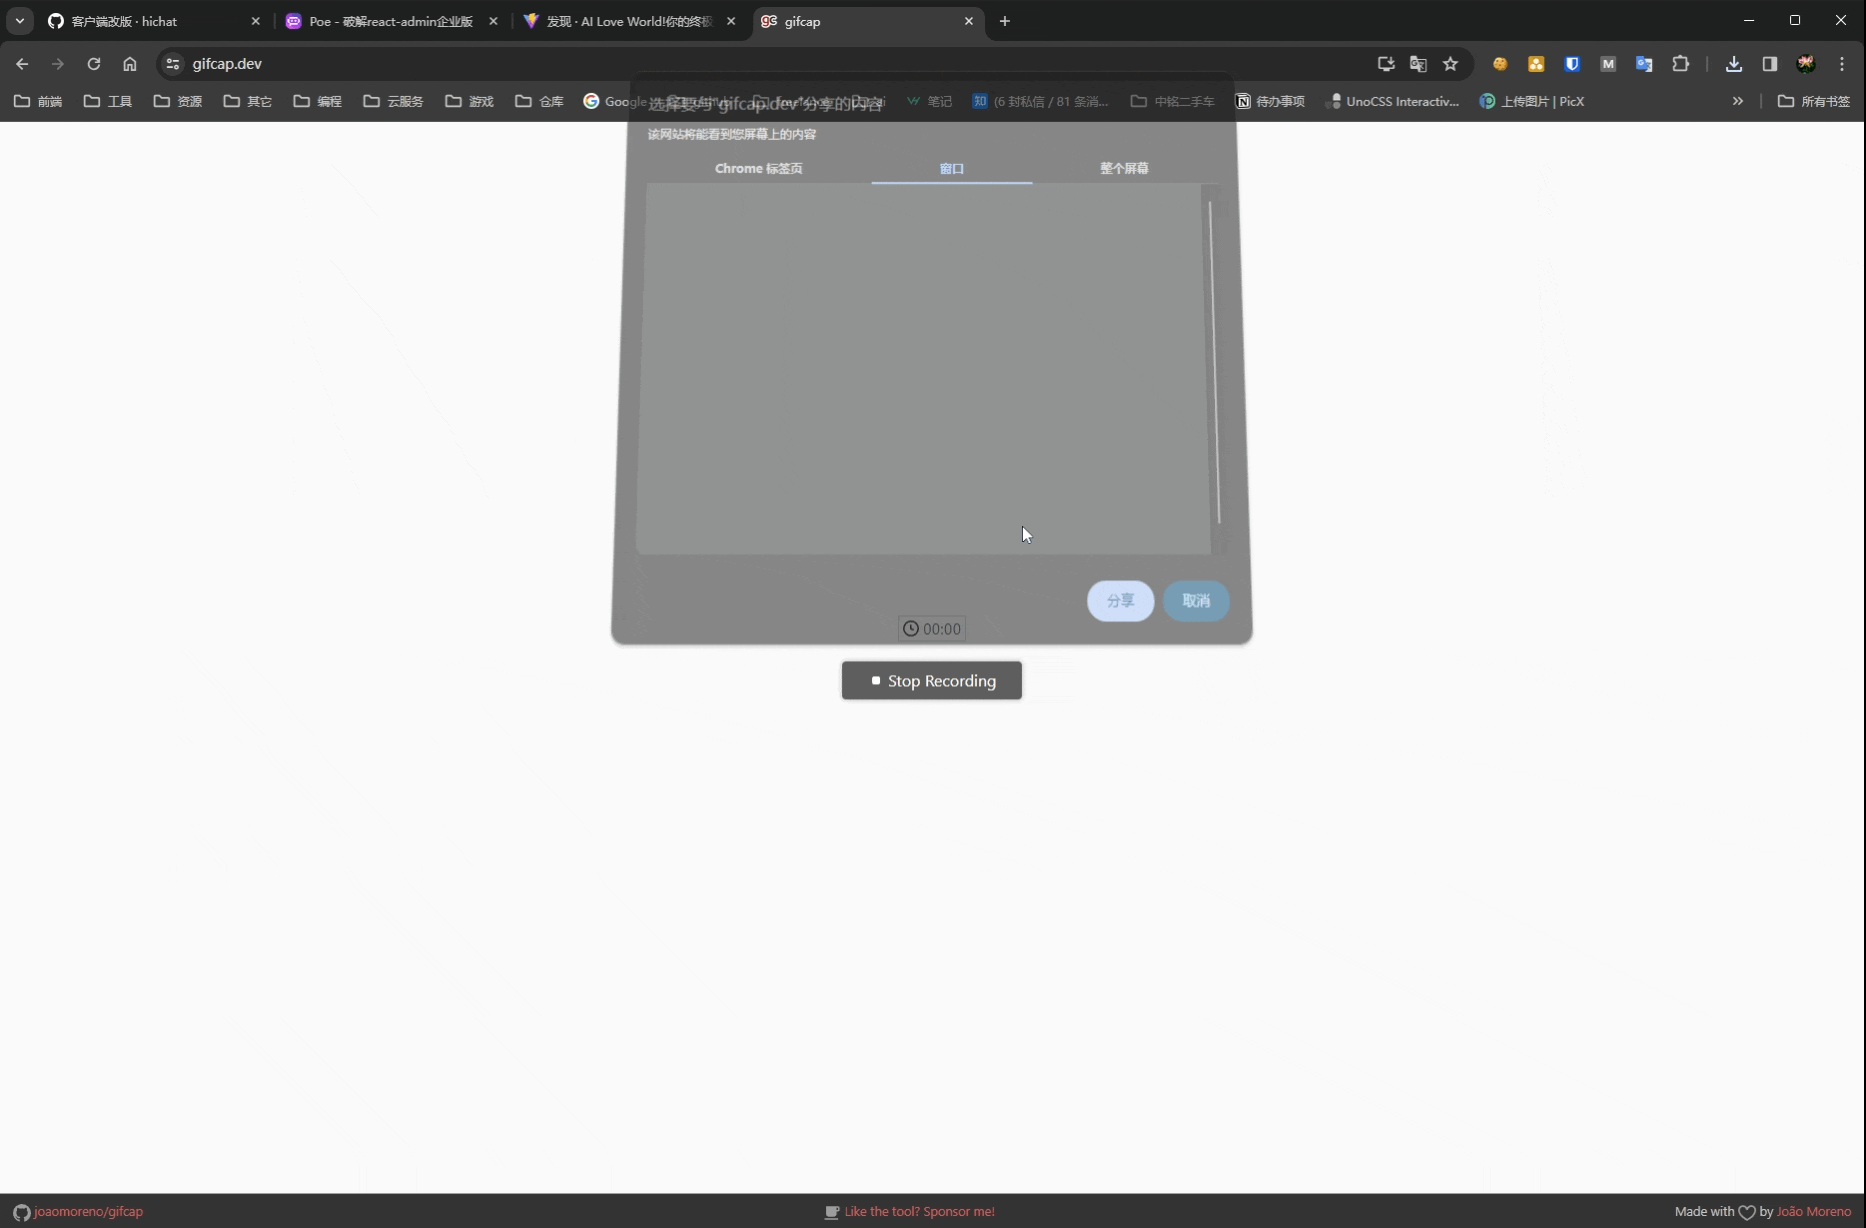 客户端改版 · hichat
Poe - 破解react-admin企业版
发现 · AI Love World!你的终极
gifcap
gifcap.dev
前端
工具
资源
其它
编程
云服务
游戏
仓库
Google
笔记
(6 封私信 / 81 条消...
中铭二手车
待办事项
UnoCSS Interactiv...
上传图片 | PicX
所有书签
选择要与 gifcap.dev 分享的内容
该网站将能看到您屏幕上的内容
Chrome 标签页
窗口
整个屏幕
分享
取消
00:00
Stop Recording
joaomoreno/gifcap
Like the tool? Sponsor me!
Made with
by João Moreno